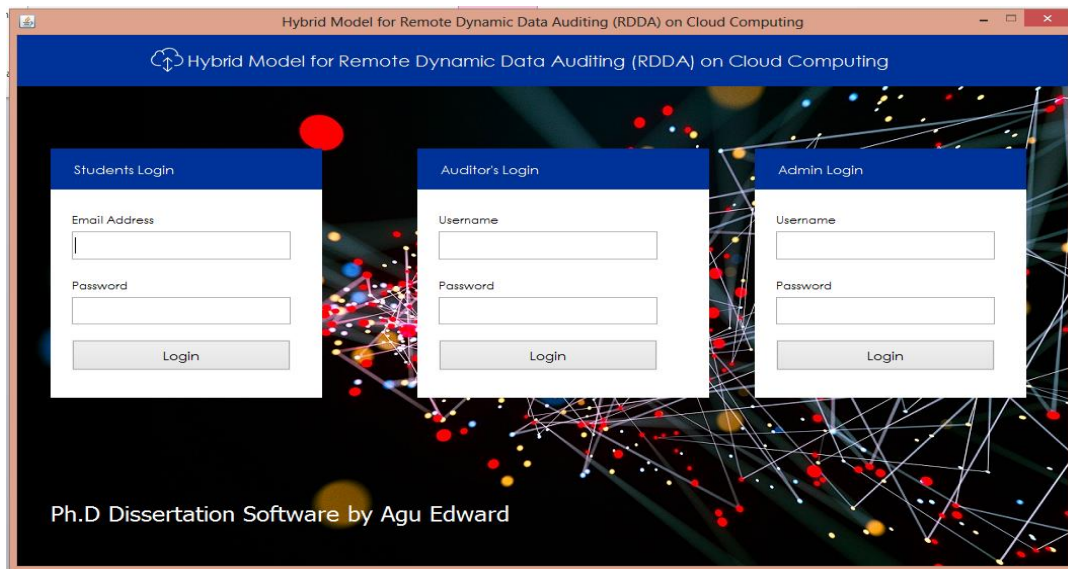 Hybrid Model for Remote Dynamic Data Auditing (RDDA) on Cloud Computing
Hybrid Model for Remote Dynamic Data Auditing (RDDA) on Cloud Computing
Students Login
Email Address
Password
Login
Auditor's Login
Username
Password
Login
Admin Login
Username
Password
Login
Ph.D Dissertation Software by Agu Edward